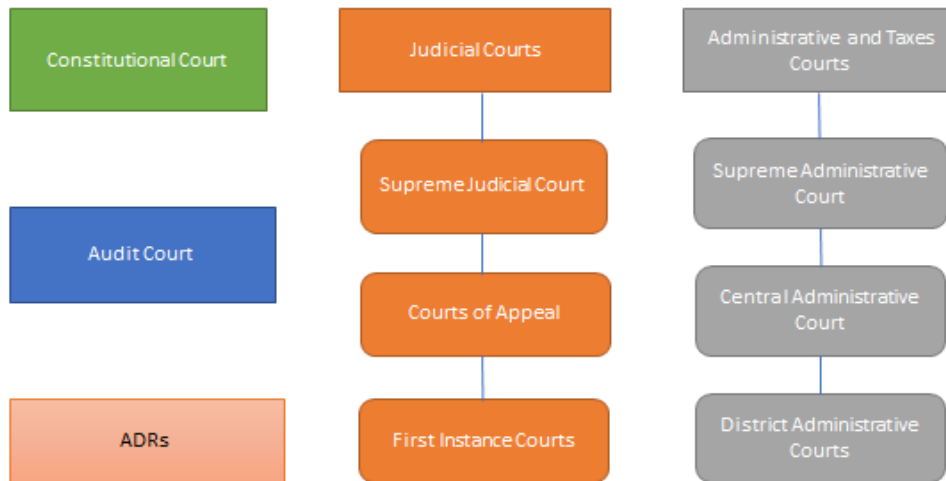 Constitutional Court
Judicial Courts
Administrative and Taxes
Courts
Supreme Judicial Court
Supreme Administrative
Court
Audit Court
Courts of Appeal
Central Administrative
Court
ADRs
First Instance Courts
District Administrative
Courts